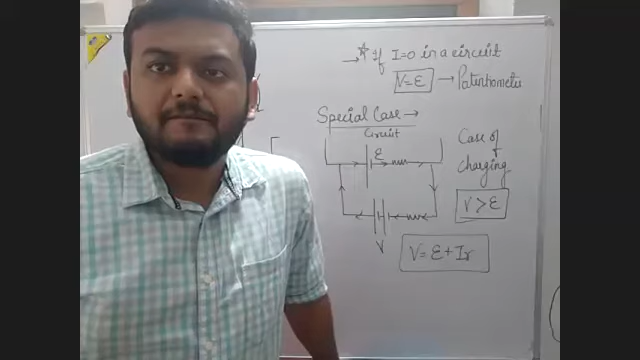 → * If I=0 in a circuit
V=ε → Potentiometer
Special Case →
Circuit
ε
V
Case of
charging
V > ε
V = ε + Ir